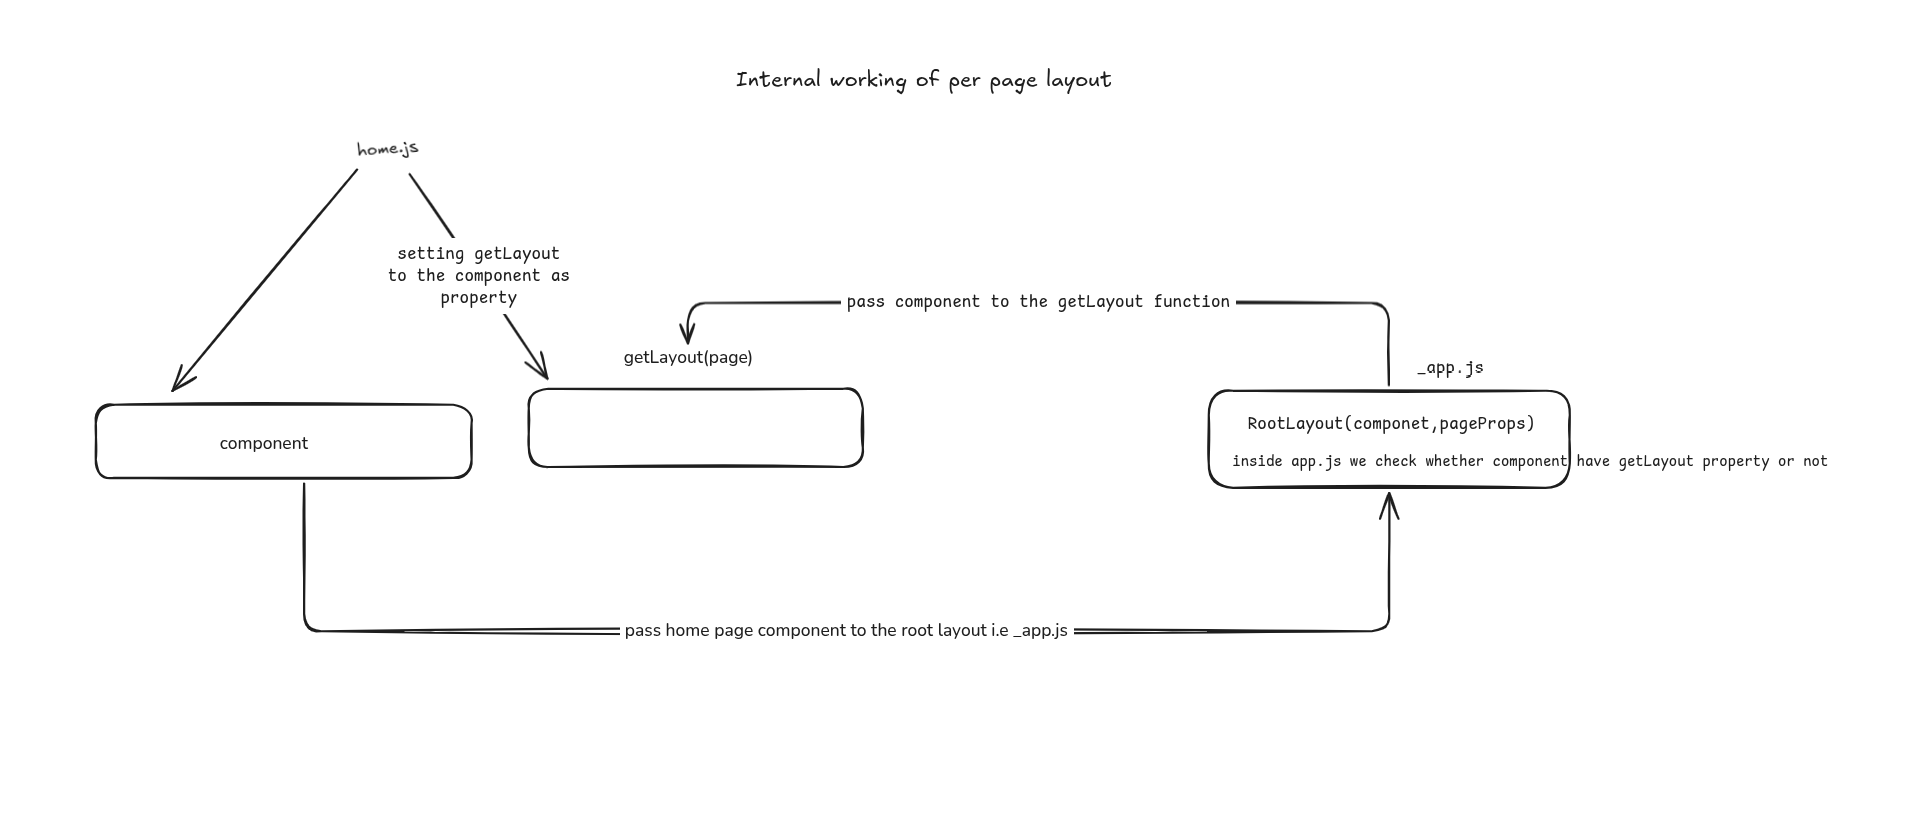 Internal working of per page layout
home.js
setting getLayout
to the component as
property
pass component to the getLayout function
getLayout(page)
_app.js
component
RootLayout(componet,pageProps)
inside app.js we check whether component have getLayout property or not
pass home page component to the root layout i.e _app.js